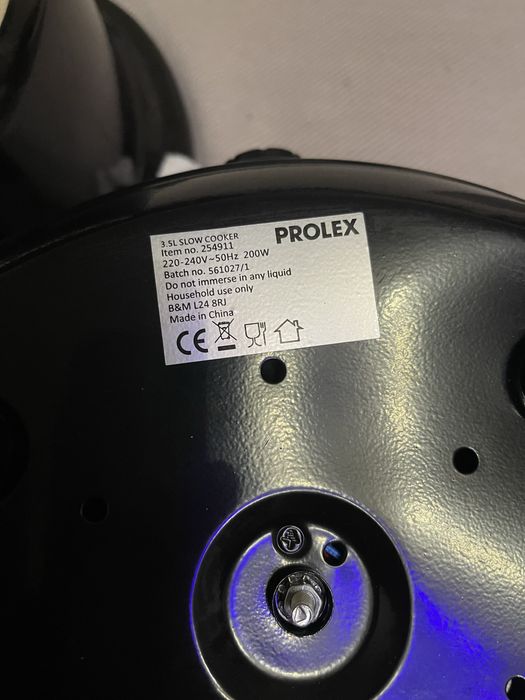 3.5L SLOW COOKER
PROLEX
Item no. 254911
220-240V~50Hz 200W
Batch no. 561027/1
Do not immerse in any liquid
Household use only
B&M L24 8RJ
Made in China
CE